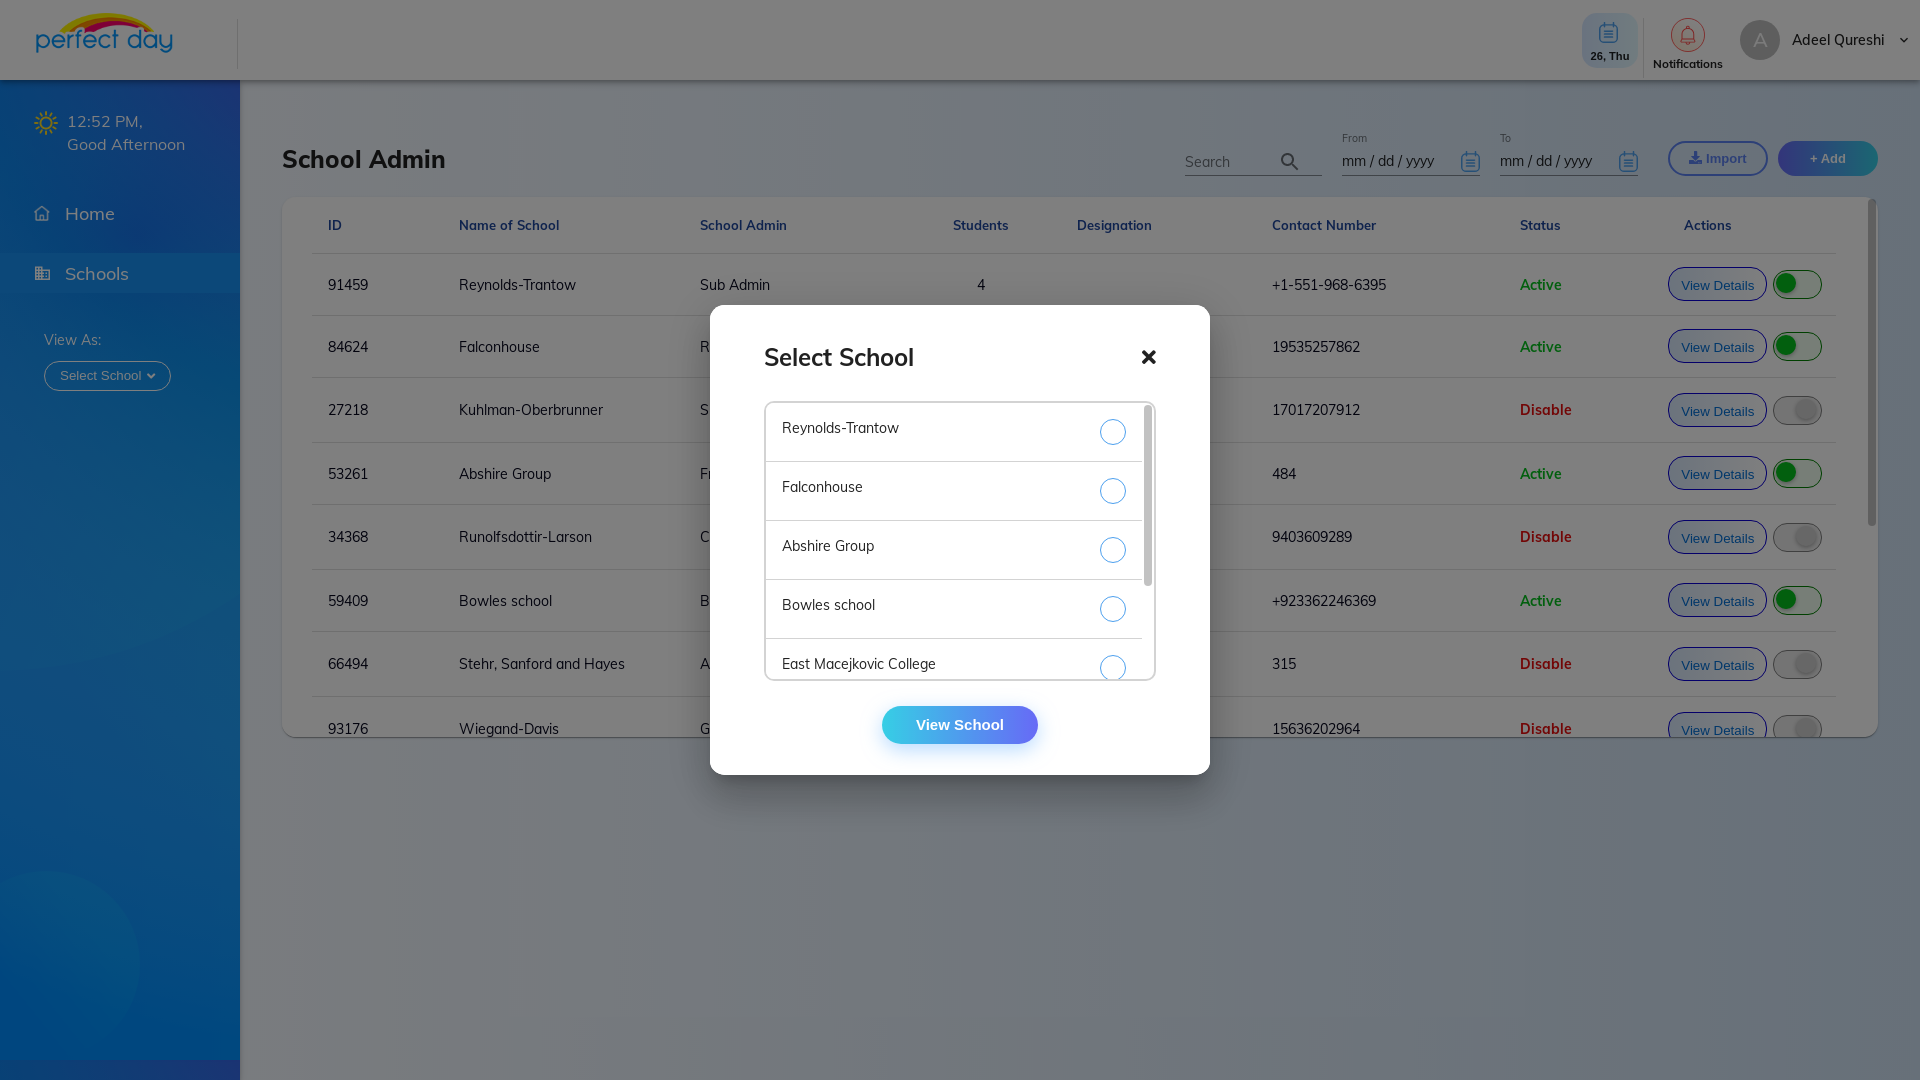 perfect day
26, Thu
Notifications
A
Adeel Qureshi
12:52 PM,
Good Afternoon
Home
Schools
View As:
Select School
School Admin
Search
From
mm / dd / yyyy
To
mm / dd / yyyy
Import
+ Add
ID Name of School School Admin Students Designation Contact Number Status Actions
91459 Reynolds-Trantow Sub Admin 4 +1-551-968-6395 Active View Details
84624 Falconhouse R 19535257862 Active View Details
27218 Kuhlman-Oberbrunner S 17017207912 Disable View Details
53261 Abshire Group 484 Active View Details
34368 Runolfsdottir-Larson C 9403609289 Disable View Details
59409 Bowles school B +923362246369 Active View Details
66494 Stehr, Sanford and Hayes A 315 Disable View Details
93176 Wiegand-Davis G 15636202964 Disable View Details
Select School
Reynolds-Trantow
Falconhouse
Abshire Group
Bowles school
East Macejkovic College
View School